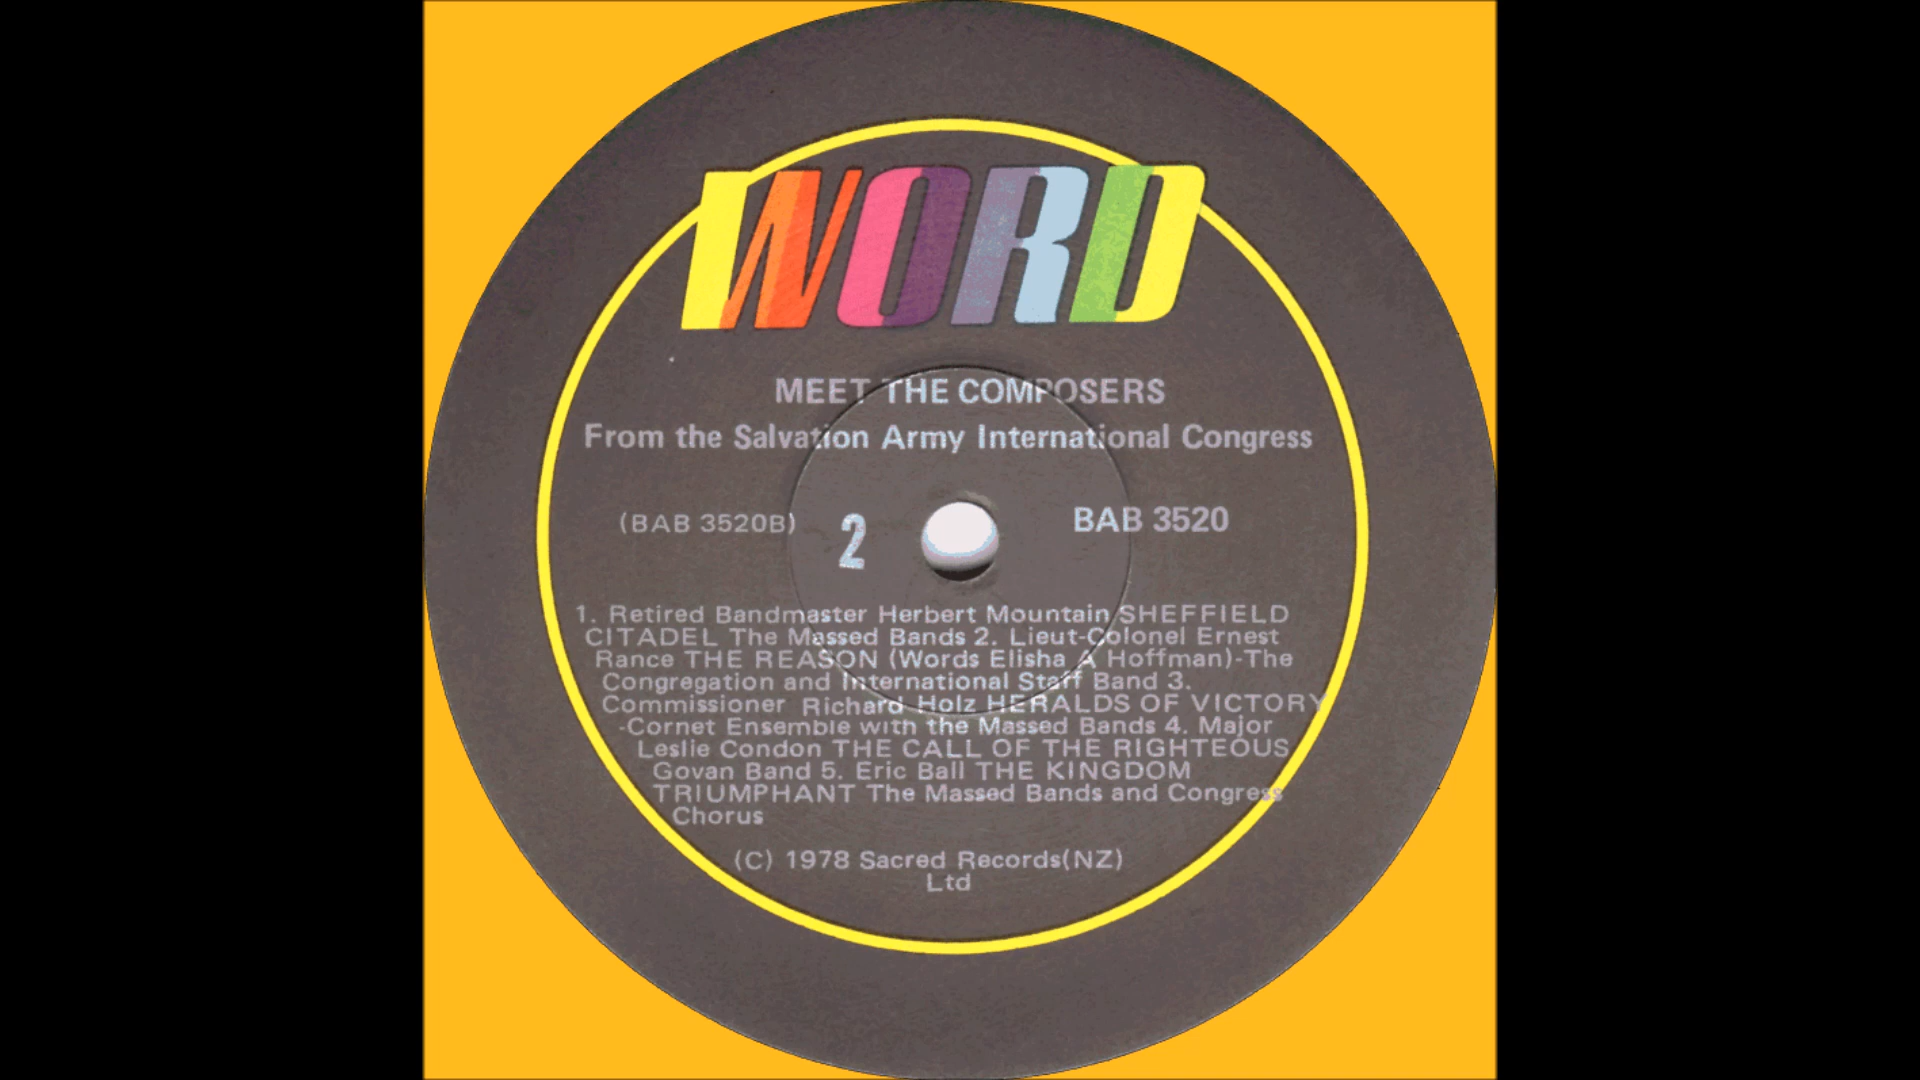 WORD
MEET THE COMPOSERS
From the Salvation Army International Congress
(BAB 3520B) 2 BAB 3520
1. Retired Bandmaster Herbert Mountain SHEFFIELD
CITADEL The Massed Bands 2. Lieut-Colonel Ernest
Rance THE REASON (Words Elisha A Hoffman)-The
Congregation and International Staff Band 3.
Commissioner Richard Holz HERALDS OF VICTORY
-Cornet Ensemble with the Massed Bands 4. Major
Leslie Condon THE CALL OF THE RIGHTEOUS
Govan Band 5. Eric Ball THE KINGDOM
TRIUMPHANT The Massed Bands and Congress
Chorus
(C) 1978 Sacred Records(NZ)
Ltd